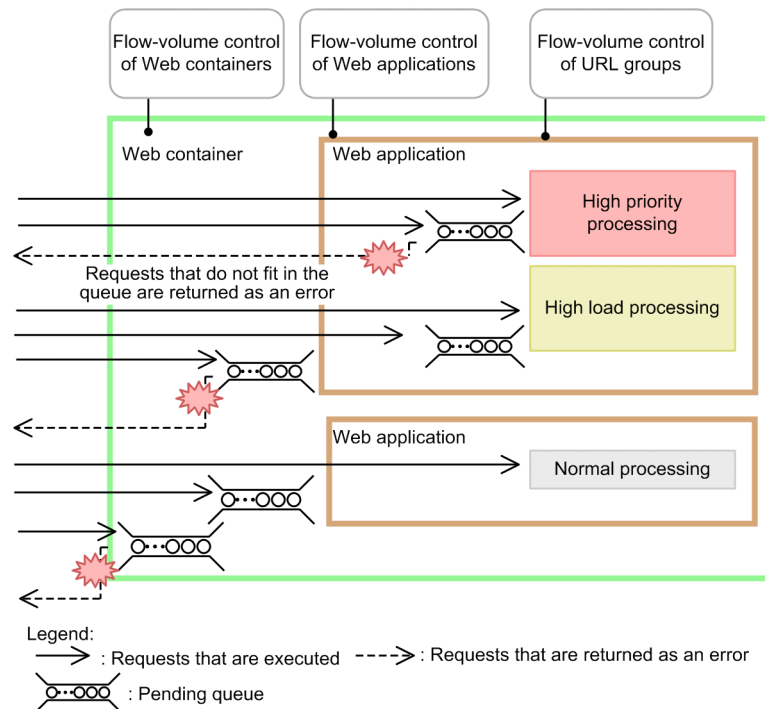 Flow-volume control
of Web containers
Flow-volume control
of Web applications
Flow-volume control
of URL groups
Web container
Web application
High priority
processing
Requests that do not fit in the
queue are returned as an error
High load processing
Web application
Normal processing
Legend:
: Requests that are executed
: Requests that are returned as an error
: Pending queue